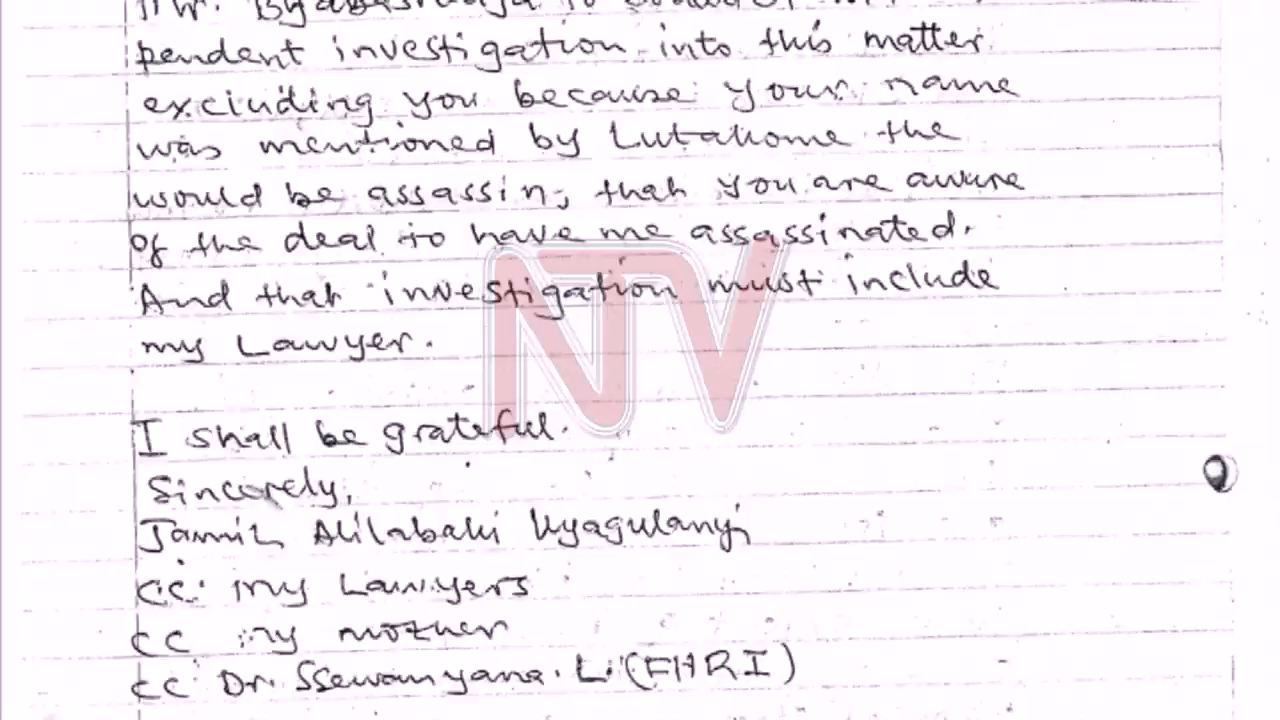 pendent investigation into this matter
excluding you because your name
was mentioned by Lutakome the
would be assassin, that you are aware
of the deal to have me assassinated.
And that investigation must include
my Lawyer.
NTV
I shall be grateful.
Sincerely,
Jamil Alilabaki Kyagulanyi
CC: my Lawyers
CC my mother
CC Dr. Ssewanyana. L. (FHRI)